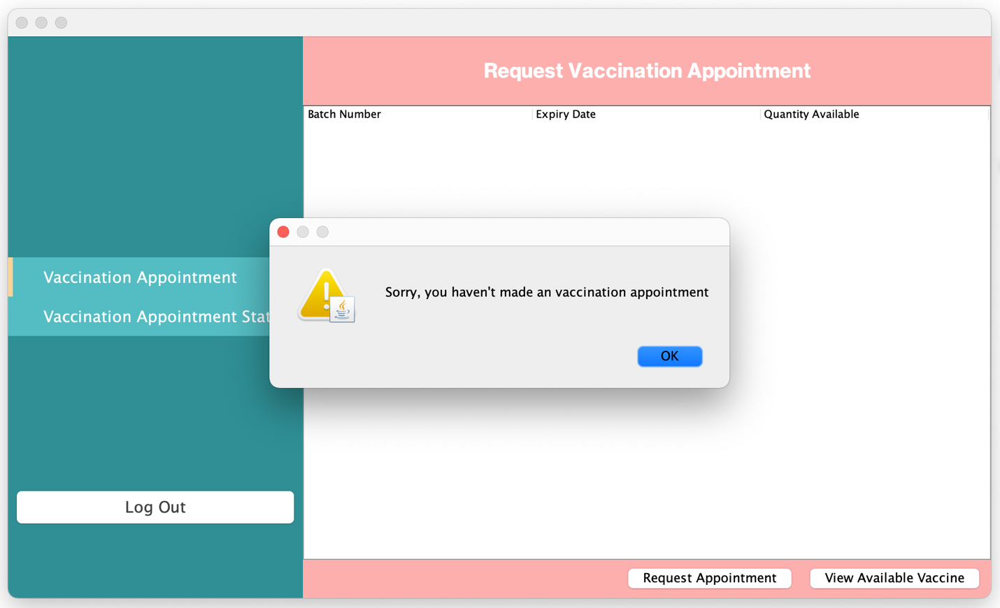 Request Vaccination Appointment
Batch Number Expiry Date Quantity Available
Vaccination Appointment
Vaccination Appointment Stat
Sorry, you haven't made an vaccination appointment
OK
Log Out
Request Appointment View Available Vaccine